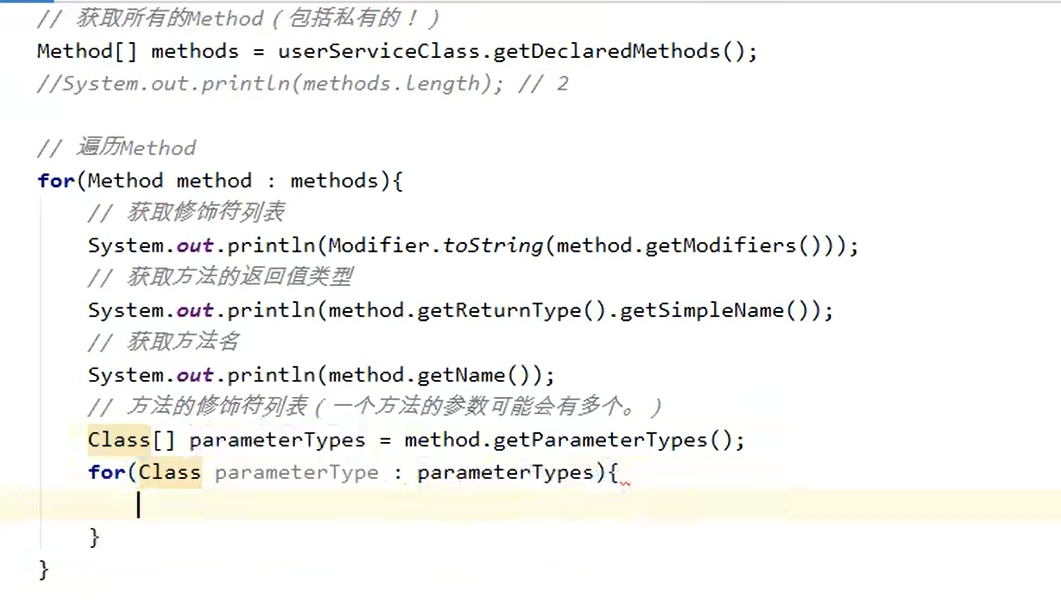 // 获取所有的Method（包括私有的！）
Method[] methods = userServiceClass.getDeclaredMethods();
//System.out.println(methods.length); // 2
// 遍历Method
for(Method method : methods){
// 获取修饰符列表
System.out.println(Modifier.toString(method.getModifiers()));
// 获取方法的返回值类型
System.out.println(method.getReturnType().getSimpleName());
// 获取方法名
System.out.println(method.getName());
// 方法的修饰符列表（一个方法的参数可能会有多个。）
Class[] parameterTypes = method.getParameterTypes();
for(Class parameterType : parameterTypes){
}
}